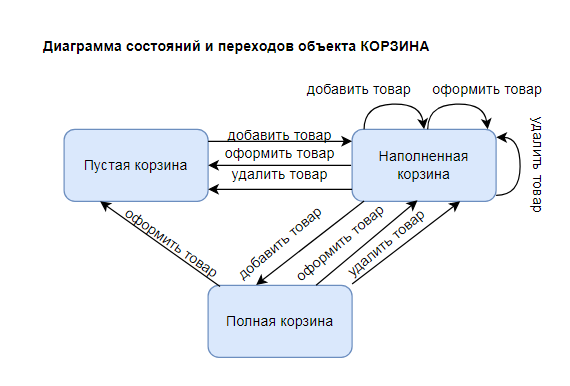 Диаграмма состояний и переходов объекта КОРЗИНА
добавить товар
оформить товар
добавить товар
оформить товар
удалить товар
Пустая корзина
Наполненная
корзина
удалить товар
оформить товар
добавить товар
оформить товар
удалить товар
Полная корзина